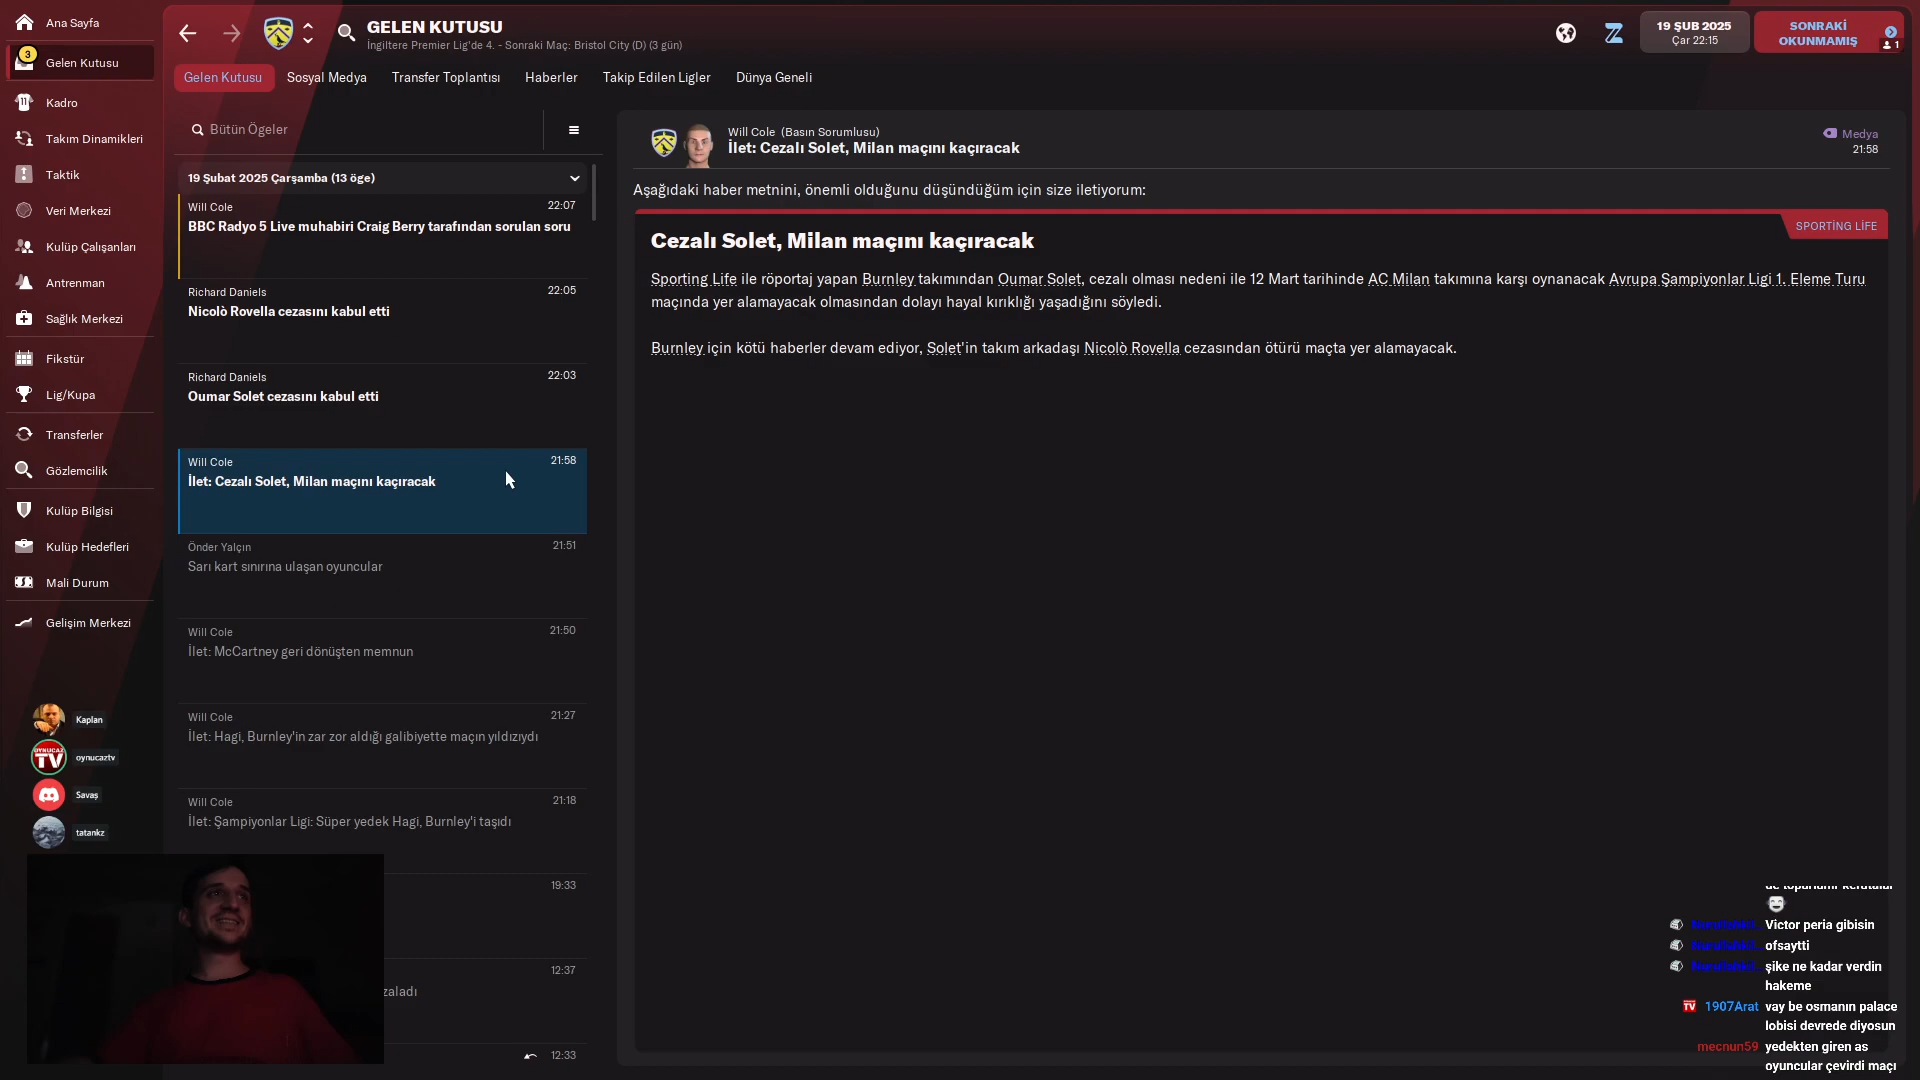 Ana Sayfa
3
Gelen Kutusu
11
Kadro
Takım Dinamikleri
Taktik
Veri Merkezi
Kulüp Çalışanları
Antrenman
Sağlık Merkezi
Fikstür
Lig/Kupa
Transferler
Gözlemcilik
Kulüp Bilgisi
Kulüp Hedefleri
Mali Durum
Gelişim Merkezi
Kaplan
OYNUCAZ TV
oynucaztv
Savaş
tatankz
GELEN KUTUSU
İngiltere Premier Lig'de 4. - Sonraki Maç: Bristol City (D) (3 gün)
19 ŞUB 2025
Çar 22:15
SONRAKİ
OKUNMAMIŞ
1
Gelen Kutusu Sosyal Medya Transfer Toplantısı Haberler Takip Edilen Ligler Dünya Geneli
Bütün Ögeler
19 Şubat 2025 Çarşamba (13 öge)
Will Cole 22:07
BBC Radyo 5 Live muhabiri Craig Berry tarafından sorulan soru
Richard Daniels 22:05
Nicolò Rovella cezasını kabul etti
Richard Daniels 22:03
Oumar Solet cezasını kabul etti
Will Cole 21:58
İlet: Cezalı Solet, Milan maçını kaçıracak
Önder Yalçın 21:51
Sarı kart sınırına ulaşan oyuncular
Will Cole 21:50
İlet: McCartney geri dönüşten memnun
Will Cole 21:27
İlet: Hagi, Burnley'in zar zor aldığı galibiyette maçın yıldızıydı
Will Cole 21:18
İlet: Şampiyonlar Ligi: Süper yedek Hagi, Burnley'i taşıdı
19:33
12:37
zaladı
12:33
Will Cole (Basın Sorumlusu)
İlet: Cezalı Solet, Milan maçını kaçıracak
Medya
21:58
Aşağıdaki haber metnini, önemli olduğunu düşündüğüm için size iletiyorum:
SPORTİNG LİFE
Cezalı Solet, Milan maçını kaçıracak
Sporting Life ile röportaj yapan Burnley takımından Oumar Solet, cezalı olması nedeni ile 12 Mart tarihinde AC Milan takımına karşı oynanacak Avrupa Şampiyonlar Ligi 1. Eleme Turu
maçında yer alamayacak olmasından dolayı hayal kırıklığı yaşadığını söyledi.
Burnley için kötü haberler devam ediyor, Solet'in takım arkadaşı Nicolò Rovella cezasından ötürü maçta yer alamayacak.
Victor peria gibisin
ofsaytti
şike ne kadar verdin
hakeme
TV 1907Arat vay be osmanın palace
lobisi devrede diyosun
mecnun59 yedekten giren as
oyuncular çevirdi maçı